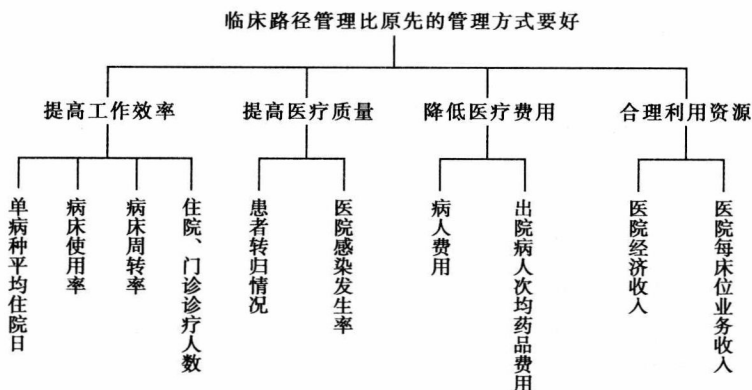 临床路径管理比原先的管理方式要好
提高工作效率
提高医疗质量
降低医疗费用
合理利用资源
单病种平均住院日
病床使用率
病床周转率
住院、门诊诊疗人数
患者转归情况
医院感染发生率
病人费用
出院病人次均药品费用
医院经济收入
医院每床位业务收入